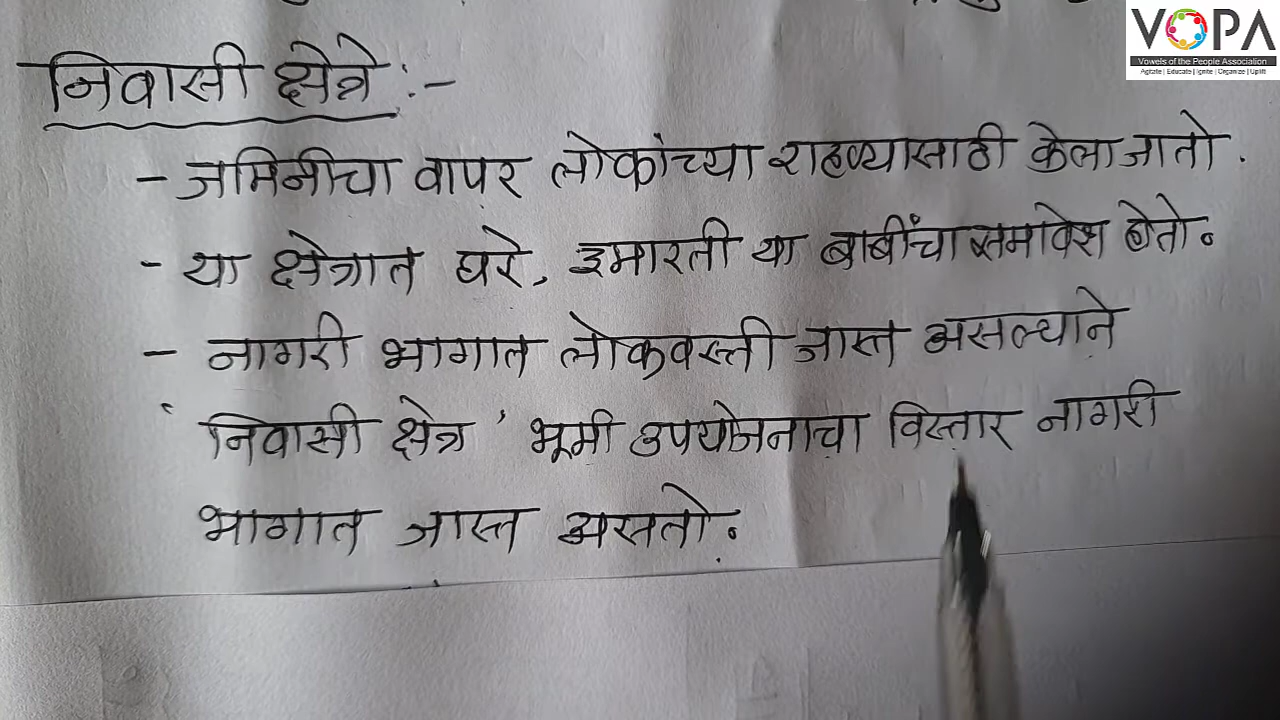 VOPA
Vowels of the People Association
Agitate | Educate | Ignite | Organize | Uplift
निवासी क्षेत्रे :-
- जमिनीचा वापर लोकांच्या राहण्यासाठी केला जातो .
- या क्षेत्रात घरे, इमारती या बाबींचा समावेश होतो.
- नागरी भागात लोकवस्ती जास्त असल्याने
' निवासी क्षेत्र ' भूमी उपयोजनाचा विस्तार नागरी
भागात जास्त असतो.